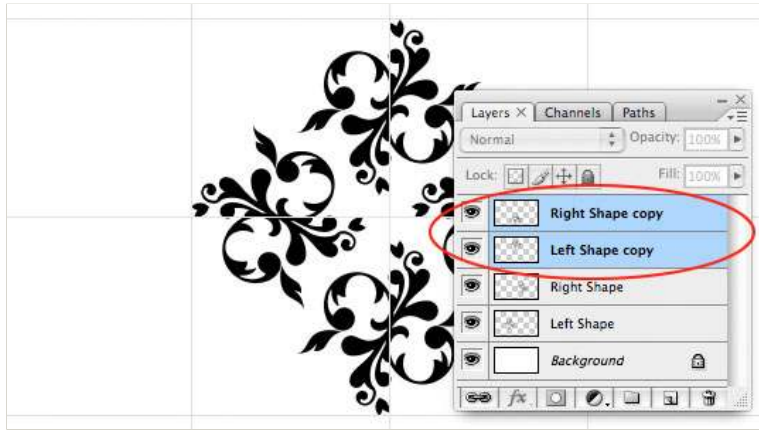 Layers × Channels Paths
Normal Opacity: 100%
Lock: Fill: 100%
Right Shape copy
Left Shape copy
Right Shape
Left Shape
Background
fx.